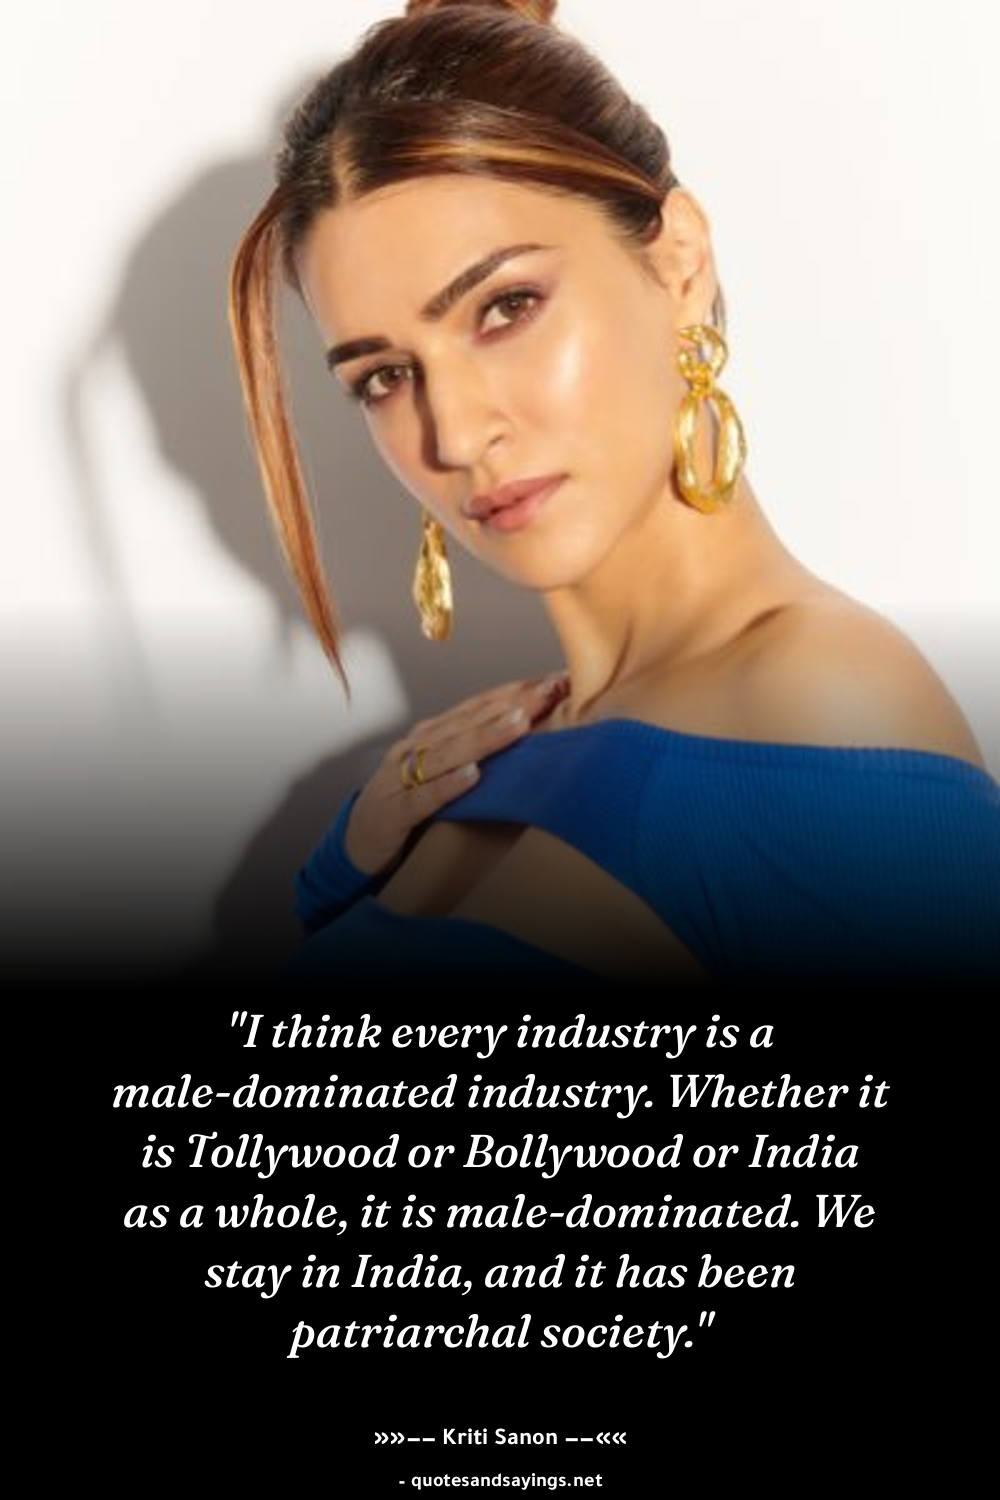 "I think every industry is a
male-dominated industry. Whether it
is Tollywood or Bollywood or India
as a whole, it is male-dominated. We
stay in India, and it has been
patriarchal society."
»»–– Kriti Sanon ––««
- quotesandsayings.net